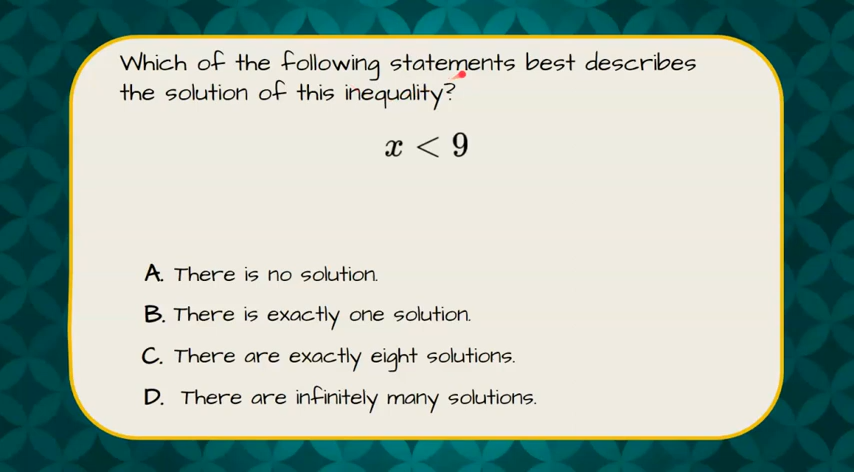 Which of the following statements best describes
the solution of this inequality?
x < 9
A. There is no solution.
B. There is exactly one solution.
C. There are exactly eight solutions.
D. There are infinitely many solutions.